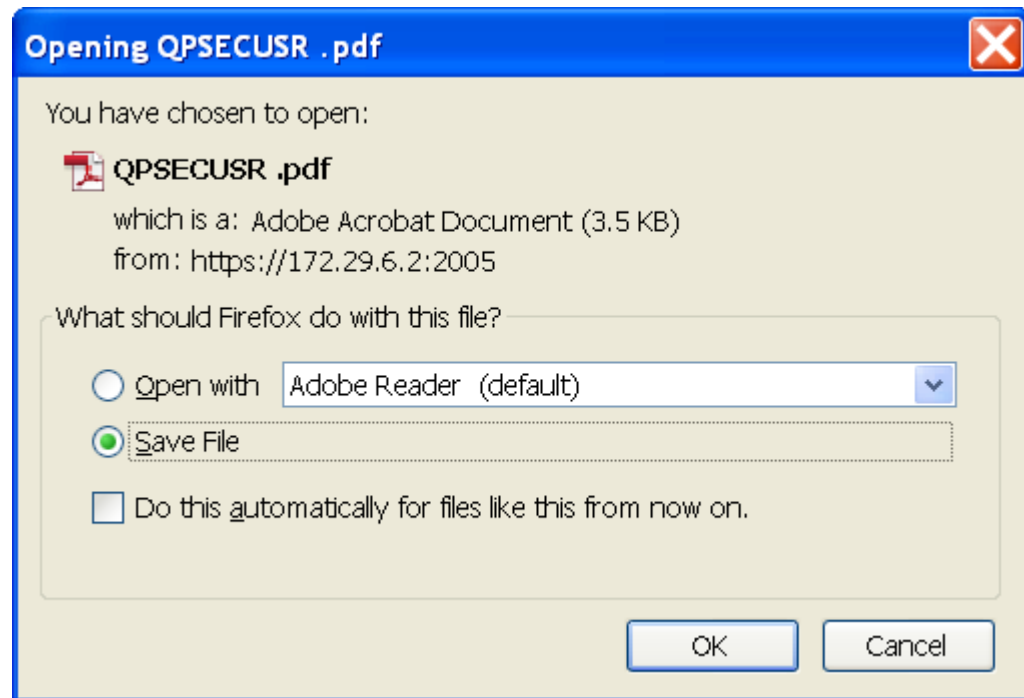 Opening QPSECUSR .pdf
You have chosen to open:
QPSECUSR .pdf
which is a: Adobe Acrobat Document (3.5 KB)
from: https://172.29.6.2:2005
What should Firefox do with this file?
Open with Adobe Reader (default)
Save File
Do this automatically for files like this from now on.
OK Cancel